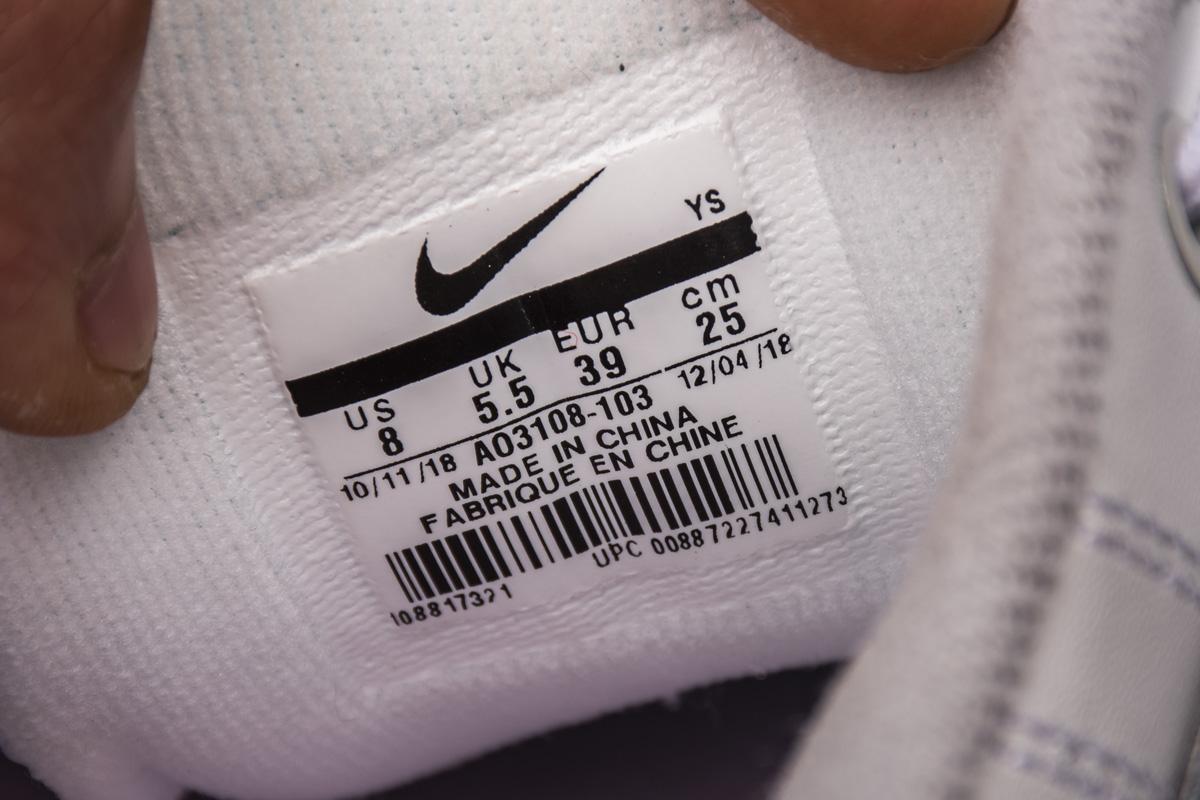 YS
US UK EUR cm
8 5.5 39 25
10/11/18 AO3108-103 12/04/18
MADE IN CHINA
FABRIQUE EN CHINE
UPC 00887227411273
108817321